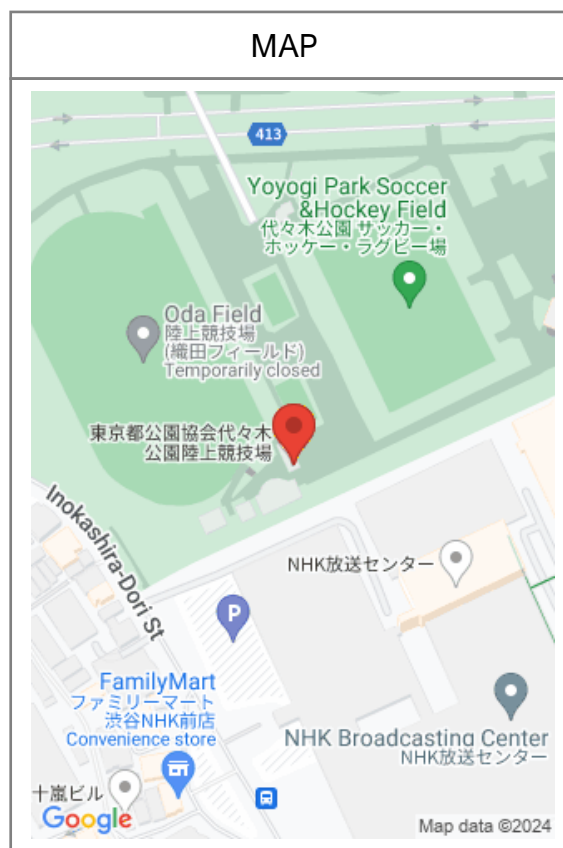 MAP
413
Yoyogi Park Soccer
&Hockey Field
代々木公園 サッカー・
ホッケー・ラグビー場
Oda Field
陸上競技場
(織田フィールド)
Temporarily closed
東京都公園協会代々木
公園陸上競技場
Inokashira-Dori St
NHK放送センター
P
FamilyMart
ファミリーマート
渋谷NHK前店
Convenience store
NHK Broadcasting Center
NHK放送センター
十嵐ビル
Google
Map data ©2024